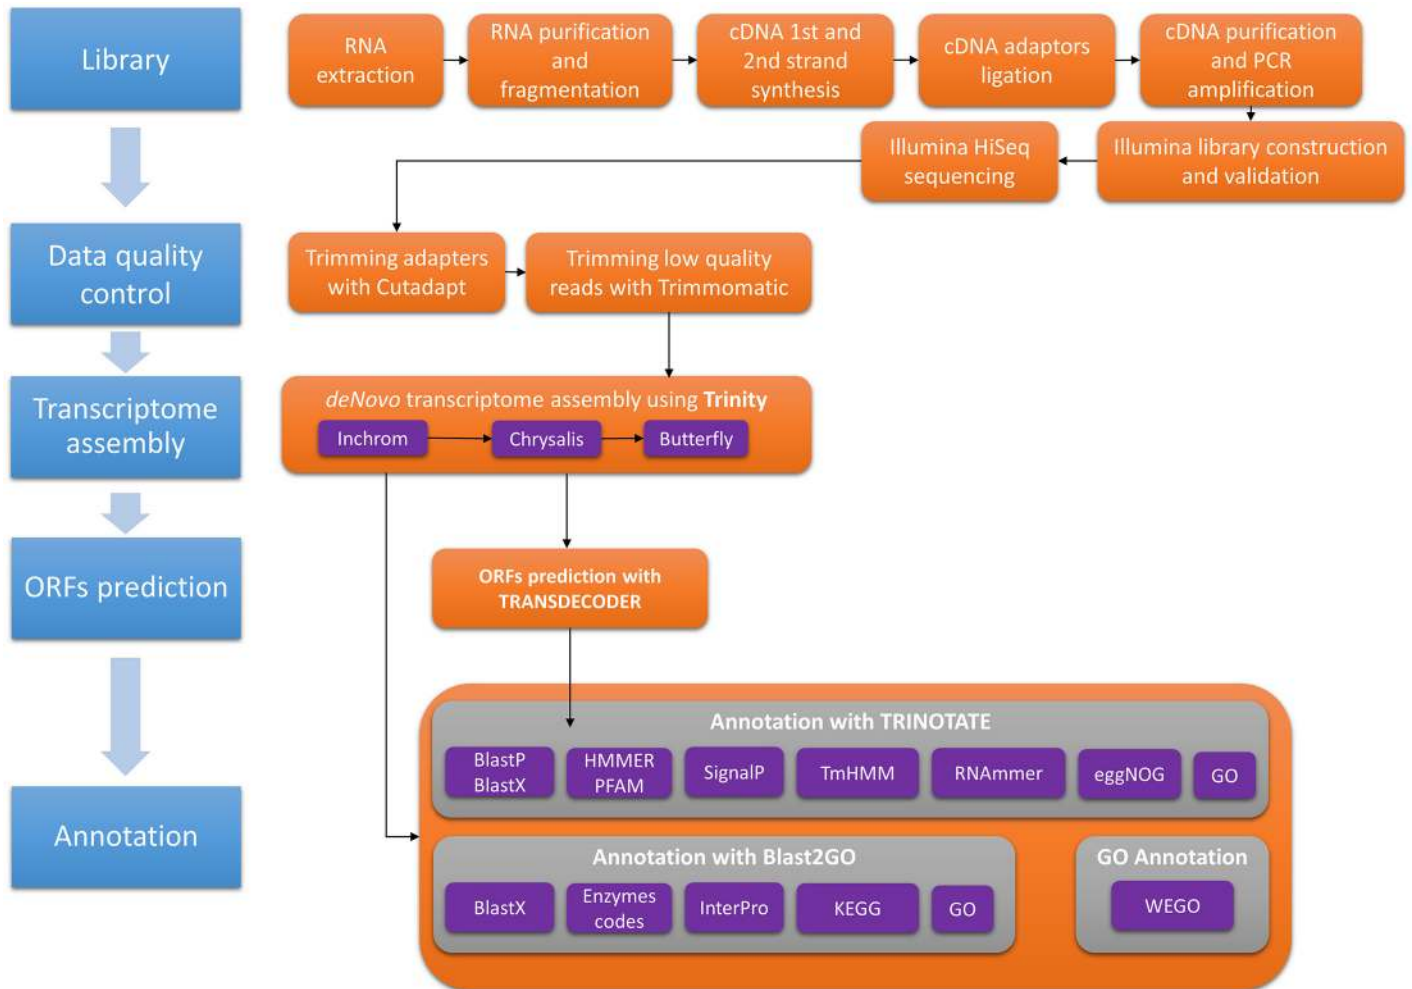 Library
RNA
extraction
RNA purification
and
fragmentation
cDNA 1st and
2nd strand
synthesis
cDNA adaptors
ligation
cDNA purification
and PCR
amplification
Illumina HiSeq
sequencing
Illumina library construction
and validation
Data quality
control
Trimming adapters
with Cutadapt
Trimming low quality
reads with Trimmomatic
Transcriptome
assembly
deNovo transcriptome assembly using Trinity
Inchrom
Chrysalis
Butterfly
ORFs prediction
ORFs prediction with
TRANSDECODER
Annotation
Annotation with TRINOTATE
BlastP
BlastX
HMMER
PFAM
SignalP
TmHMM
RNAmmer
eggNOG
GO
Annotation with Blast2GO
BlastX
Enzymes
codes
InterPro
KEGG
GO
GO Annotation
WEGO